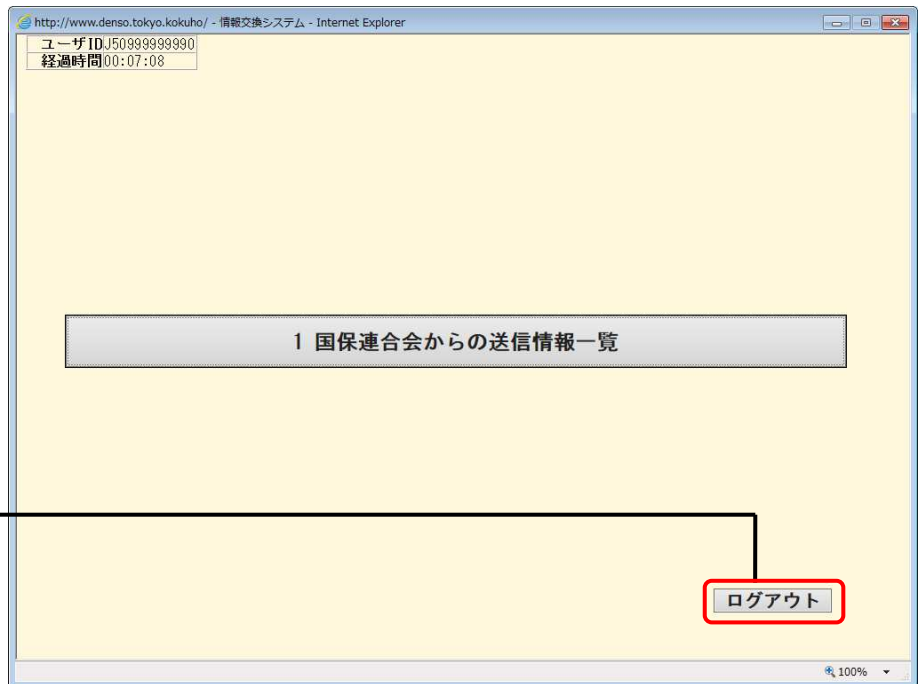 http://www.denso.tokyo.kokuho/ - 情報交換システム - Internet Explorer
ユーザID J50999999990
経過時間 00:07:08
1 国保連合会からの送信情報一覧
ログアウト
100%